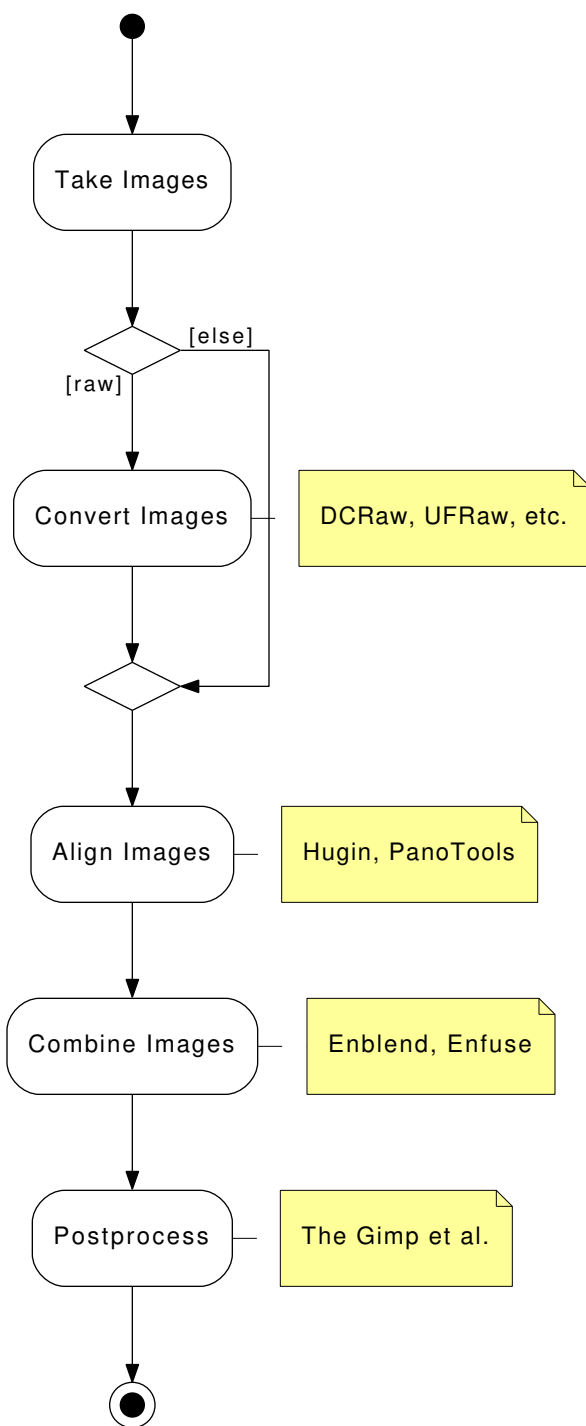 Take Images
[else]
[raw]
Convert Images
DCRaw, UFRaw, etc.
Align Images
Hugin, PanoTools
Combine Images
Enblend, Enfuse
Postprocess
The Gimp et al.